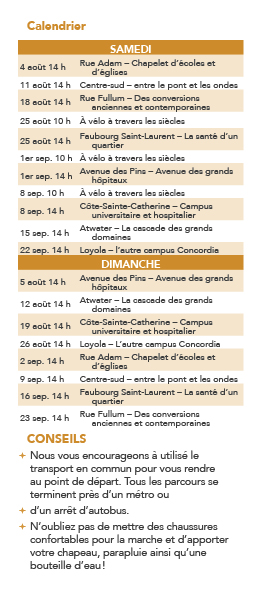 Calendrier
SAMEDI
4 août 14 h Rue Adam – Chapelet d'écoles et
d'églises
11 août 14 h Centre-sud – entre le pont et les ondes
18 août 14 h Rue Fullum – Des conversions
anciennes et contemporaines
25 août 10 h À vélo à travers les siècles
25 août 14 h Faubourg Saint-Laurent – La santé d'un
quartier
1er sep. 10 h À vélo à travers les siècles
1er sep. 14 h Avenue des Pins – Avenue des grands
hôpitaux
8 sep. 10 h À vélo à travers les siècles
8 sep. 14 h Côte-Sainte-Catherine – Campus
universitaire et hospitalier
15 sep. 14 h Atwater – La cascade des grands
domaines
22 sep. 14 h Loyola – l'autre campus Concordia
DIMANCHE
5 août 14 h Avenue des Pins – Avenue des grands
hôpitaux
12 août 14 h Atwater – La cascade des grands
domaines
19 août 14 h Côte-Sainte-Catherine – Campus
universitaire et hospitalier
26 août 14 h Loyola – L'autre campus Concordia
2 sep. 14 h Rue Adam – Chapelet d'écoles et
d'églises
9 sep. 14 h Centre-sud – entre le pont et les ondes
16 sep. 14 h Faubourg Saint-Laurent – La santé d'un
quartier
23 sep. 14 h Rue Fullum – Des conversions
anciennes et contemporaines
CONSEILS
+ Nous vous encourageons à utilisé le
transport en commun pour vous rendre
au point de départ. Tous les parcours se
terminent près d'un métro ou
+ d'un arrêt d'autobus.
+ N'oubliez pas de mettre des chaussures
confortables pour la marche et d'apporter
votre chapeau, parapluie ainsi qu'une
bouteille d'eau!